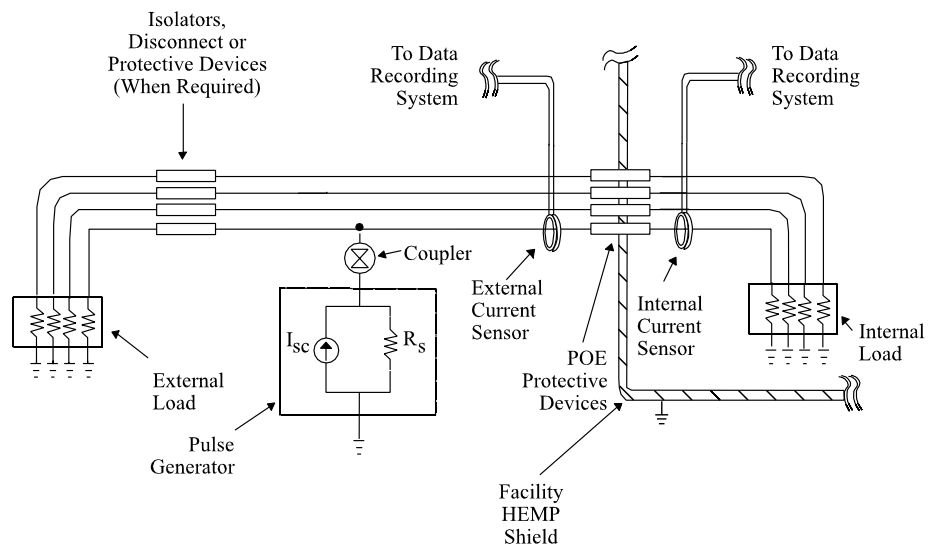 Isolators,
Disconnect or
Protective Devices
(When Required)
To Data
Recording
System
To Data
Recording
System
Coupler
External
Current
Sensor
Internal
Current
Sensor
Isc
Rs
Internal
Load
External
Load
POE
Protective
Devices
Pulse
Generator
Facility
HEMP
Shield